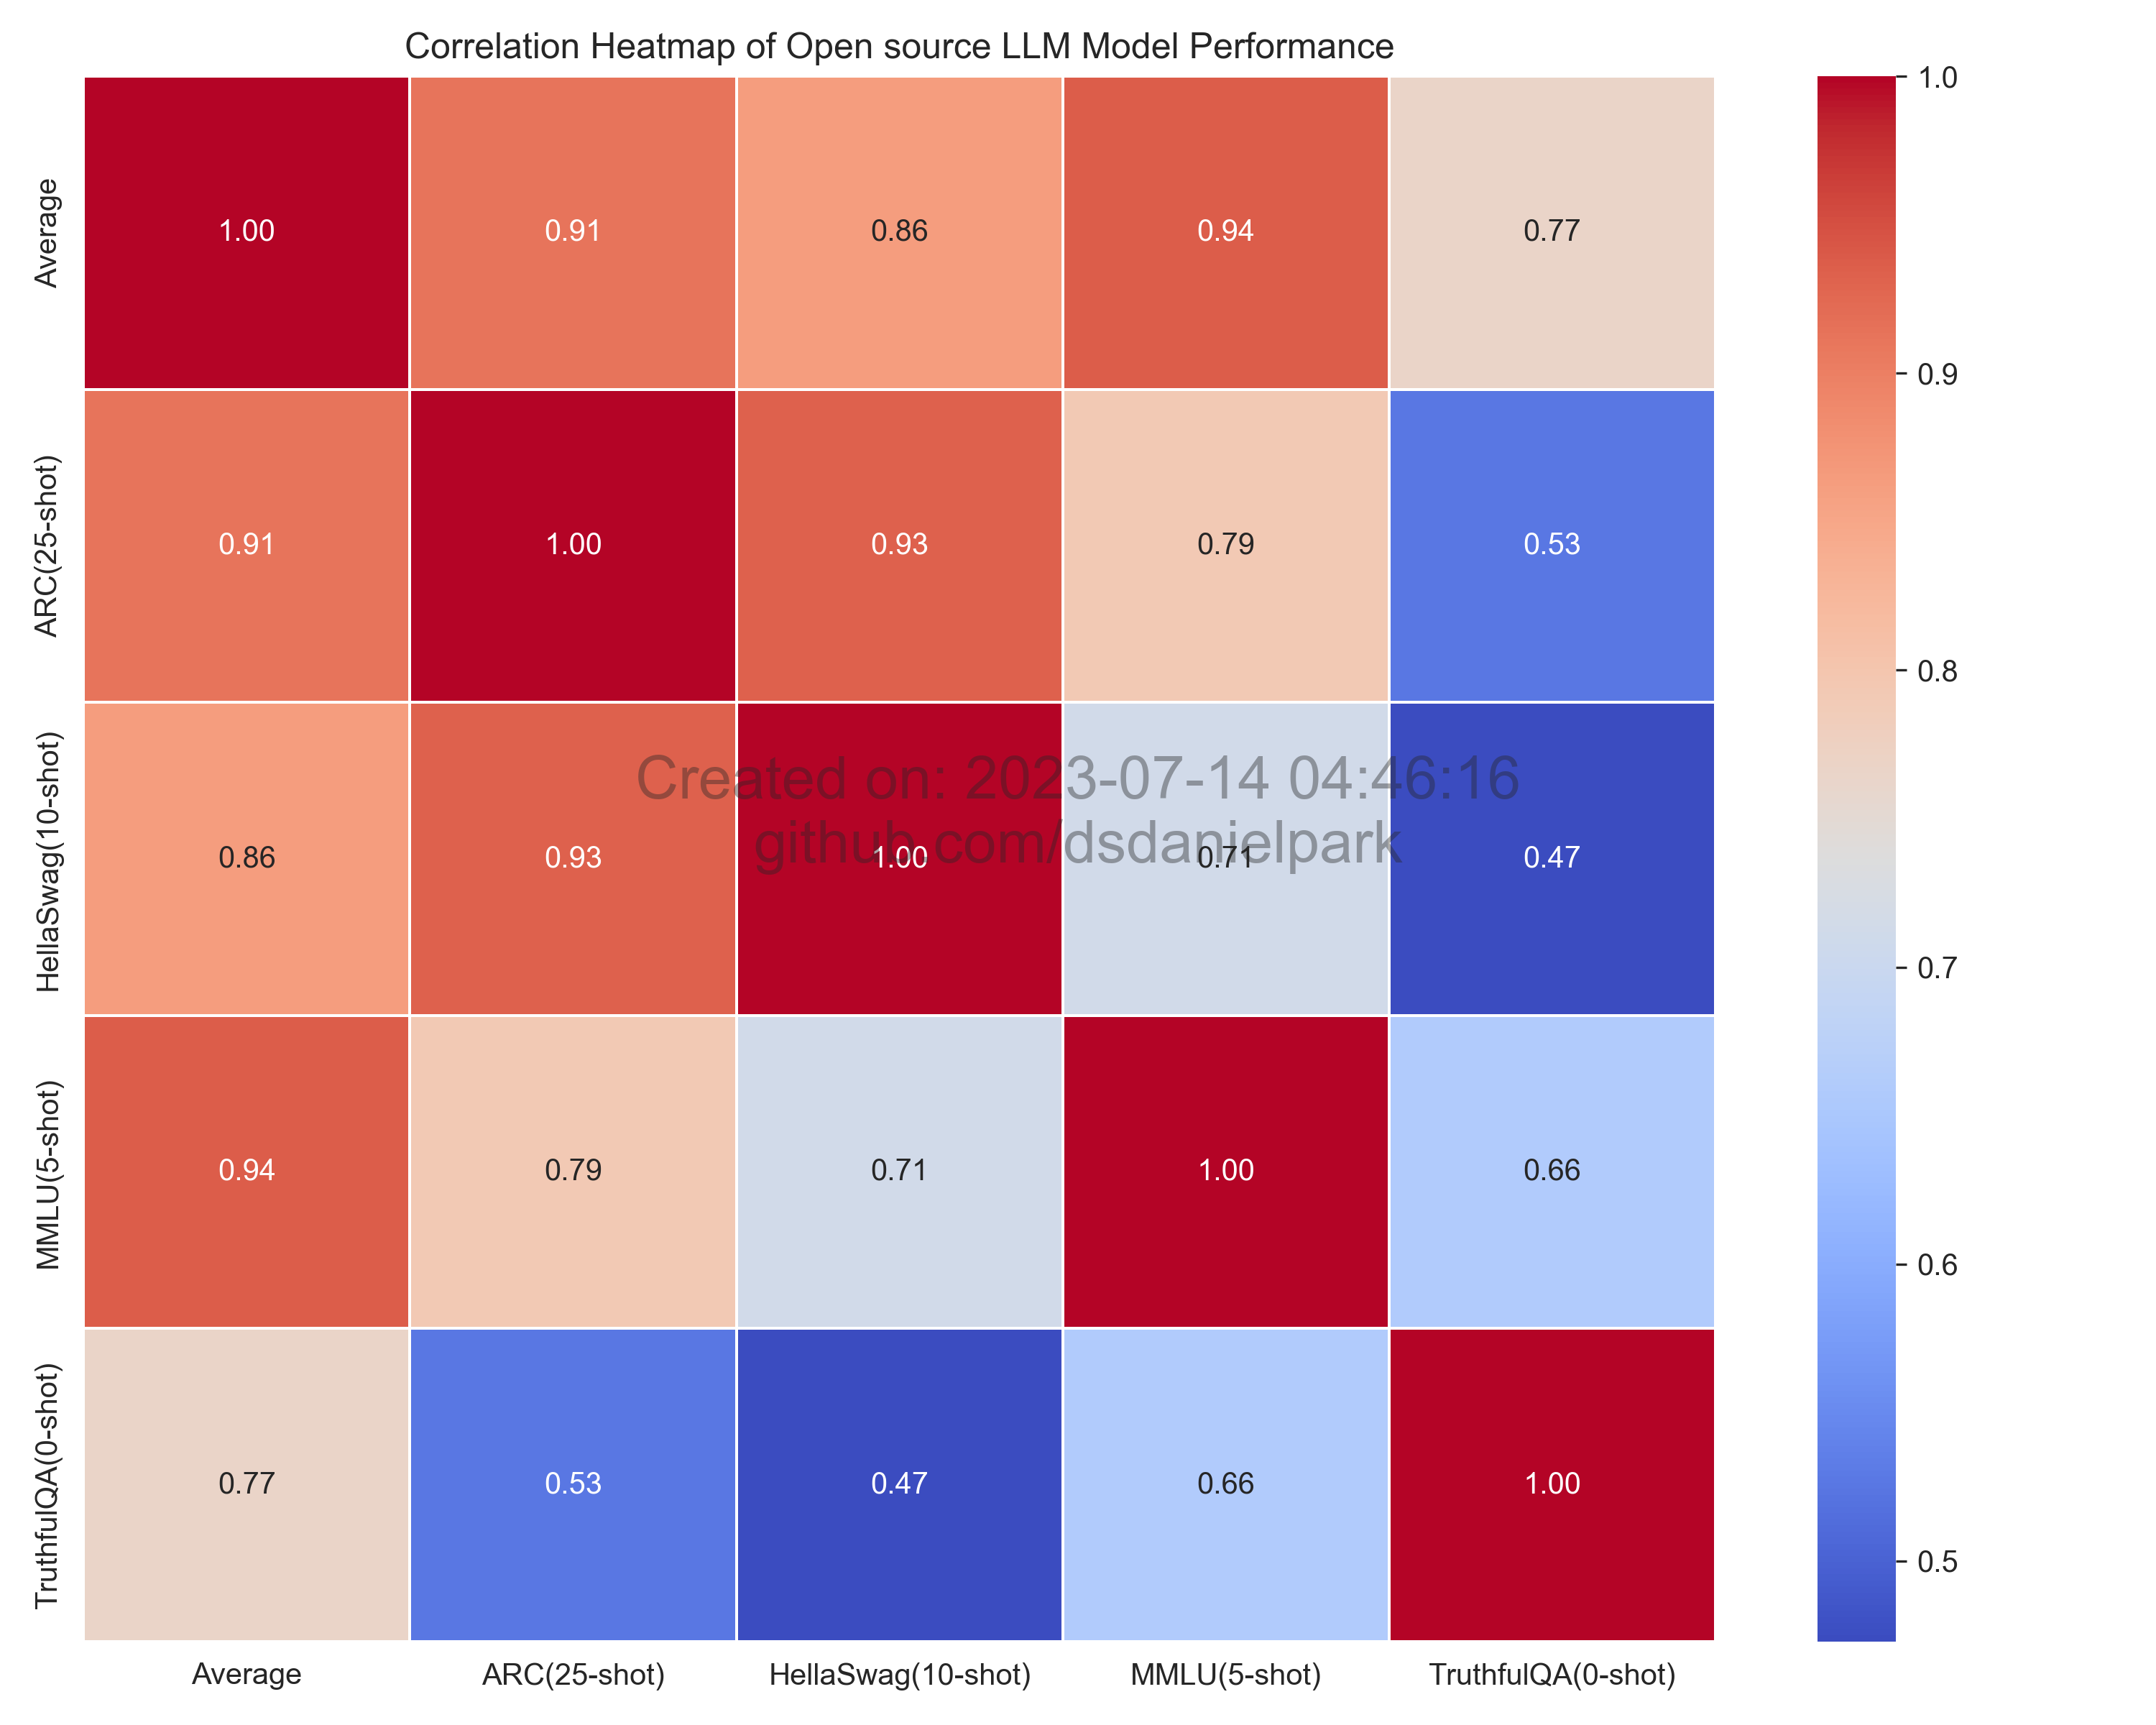 Correlation Heatmap of Open source LLM Model Performance
Average
1.00
0.91
0.86
0.94
0.77
ARC(25-shot)
0.91
1.00
0.93
0.79
0.53
HellaSwag(10-shot)
Created on: 2023-07-14 04:46:16
github.com/dsdanielpark
0.86
0.93
1.00
0.71
0.47
MMLU(5-shot)
0.94
0.79
0.71
1.00
0.66
TruthfulQA(0-shot)
0.77
0.53
0.47
0.66
1.00
Average
ARC(25-shot)
HellaSwag(10-shot)
MMLU(5-shot)
TruthfulQA(0-shot)
1.0
0.9
0.8
0.7
0.6
0.5